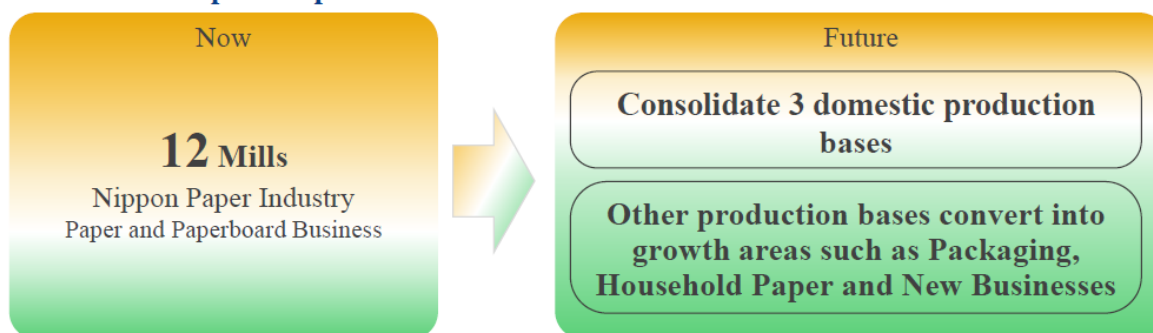 Now
12 Mills
Nippon Paper Industry
Paper and Paperboard Business
Future
Consolidate 3 domestic production
bases
Other production bases convert into
growth areas such as Packaging,
Household Paper and New Businesses